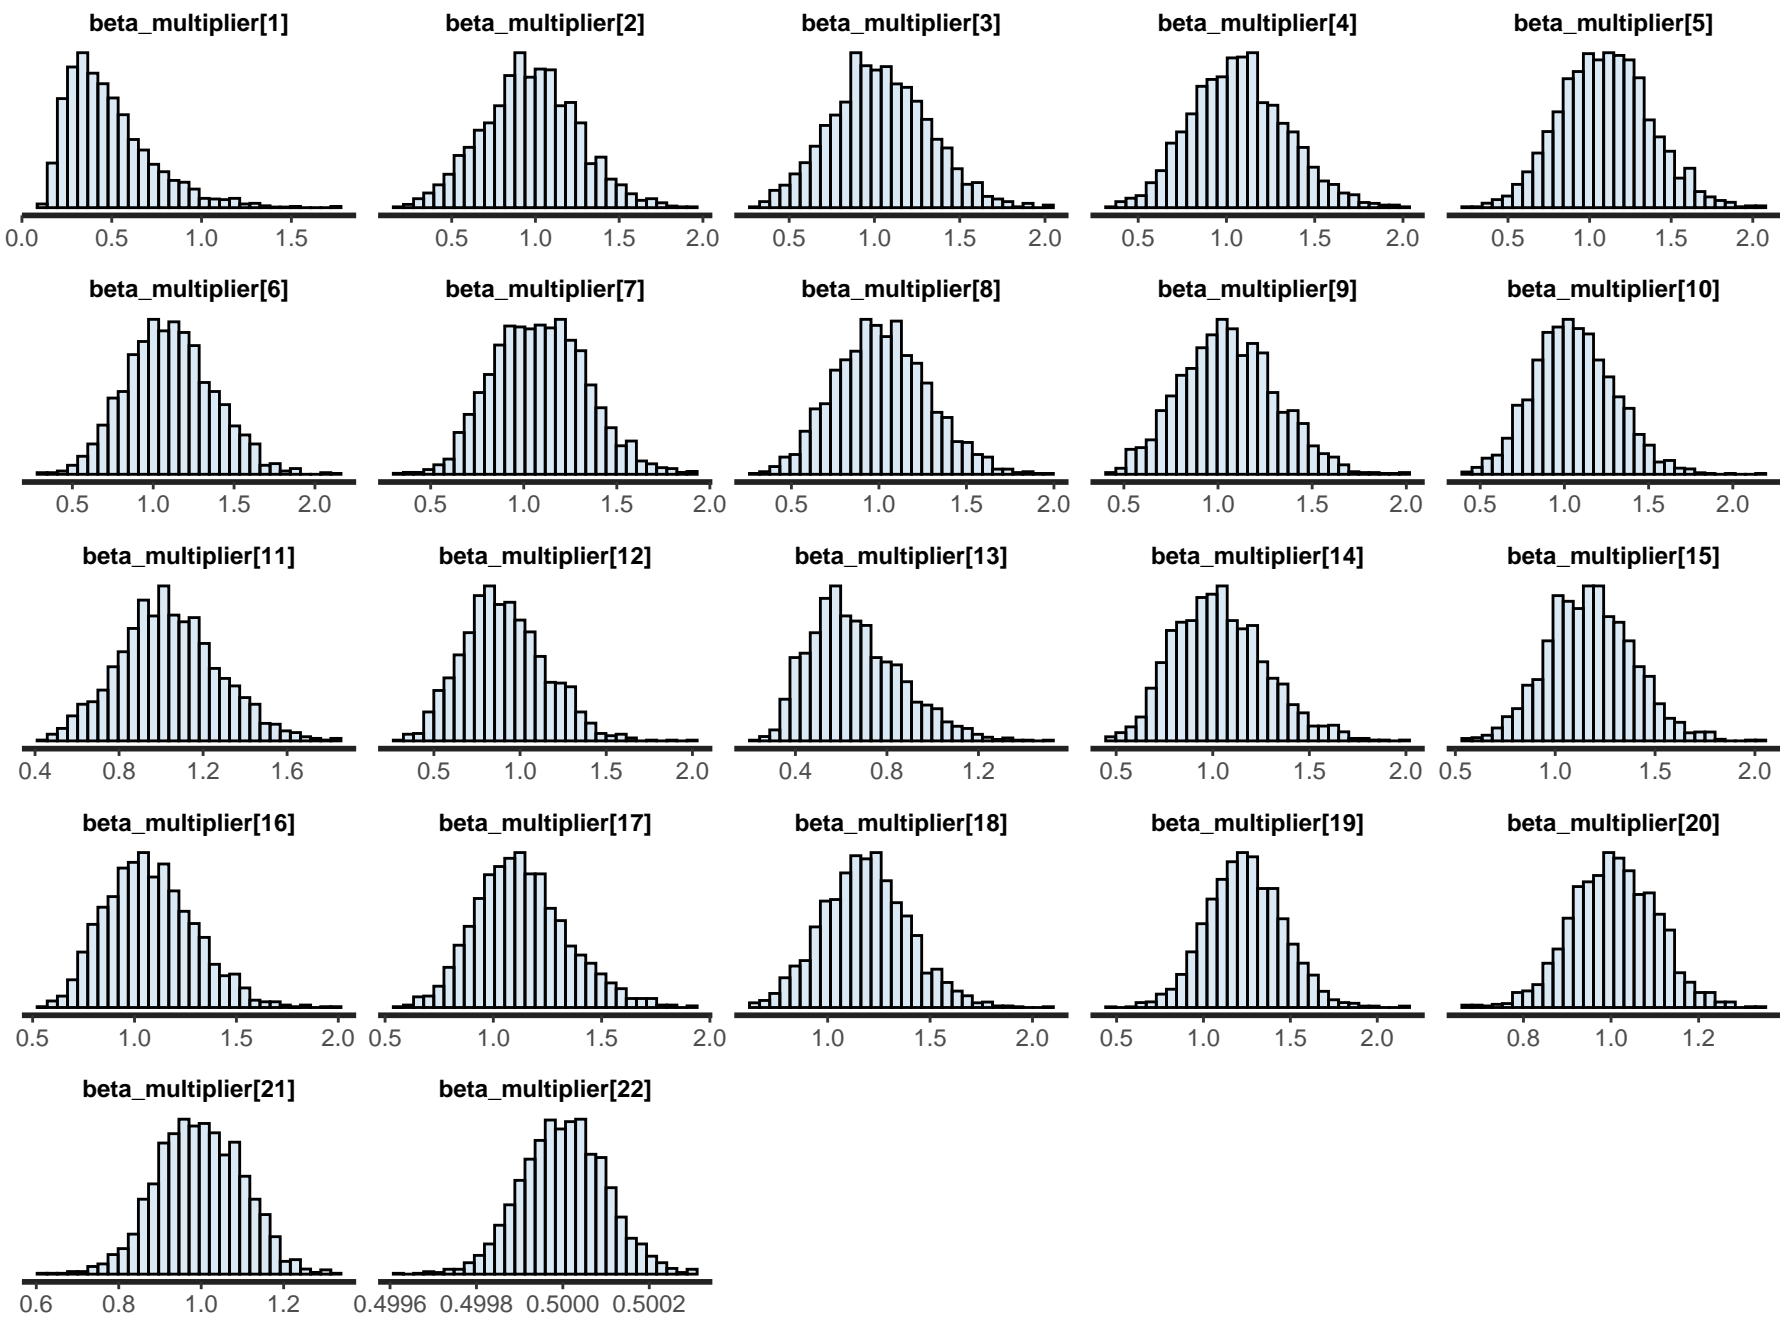 beta_multiplier[1] beta_multiplier[2] beta_multiplier[3] beta_multiplier[4] beta_multiplier[5]
0.0 0.5 1.0 1.5 0.5 1.0 1.5 2.0 0.5 1.0 1.5 2.0 0.5 1.0 1.5 2.0 0.5 1.0 1.5 2.0
beta_multiplier[6] beta_multiplier[7] beta_multiplier[8] beta_multiplier[9] beta_multiplier[10]
0.5 1.0 1.5 2.0 0.5 1.0 1.5 2.0 0.5 1.0 1.5 2.0 0.5 1.0 1.5 2.0 0.5 1.0 1.5 2.0
beta_multiplier[11] beta_multiplier[12] beta_multiplier[13] beta_multiplier[14] beta_multiplier[15]
0.4 0.8 1.2 1.6 0.5 1.0 1.5 2.0 0.4 0.8 1.2 0.5 1.0 1.5 2.0 0.5 1.0 1.5 2.0
beta_multiplier[16] beta_multiplier[17] beta_multiplier[18] beta_multiplier[19] beta_multiplier[20]
0.5 1.0 1.5 2.0 0.5 1.0 1.5 2.0 1.0 1.5 2.0 0.5 1.0 1.5 2.0 0.8 1.0 1.2
beta_multiplier[21] beta_multiplier[22]
0.6 0.8 1.0 1.2 0.4996 0.4998 0.5000 0.5002